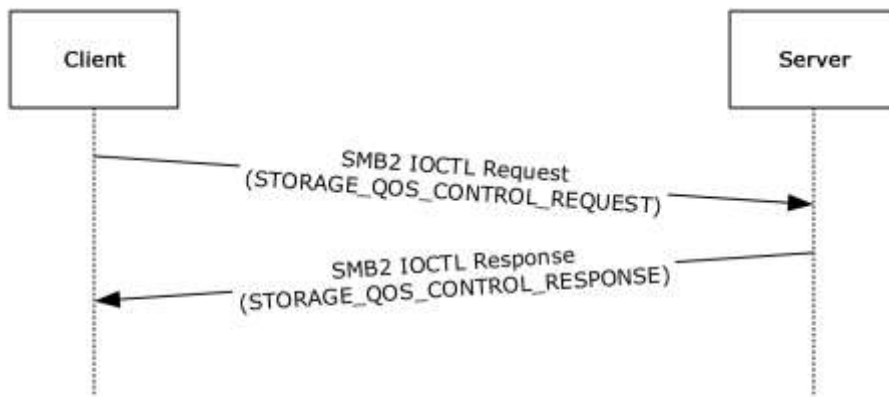 Client
Server
SMB2 IOCTL Request
(STORAGE_QOS_CONTROL_REQUEST)
SMB2 IOCTL Response
(STORAGE_QOS_CONTROL_RESPONSE)